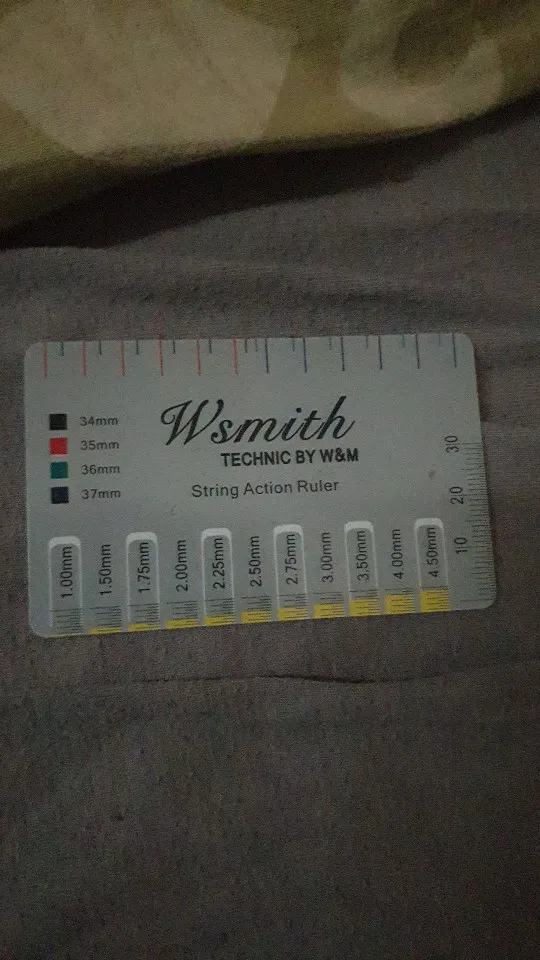 34mm
35mm
36mm
37mm
Wsmith
TECHNIC BY W&M
String Action Ruler
1.00mm
1.50mm
1.75mm
2.00mm
2.25mm
2.50mm
2.75mm
3.00mm
3.50mm
4.00mm
4.50mm
10
20
30